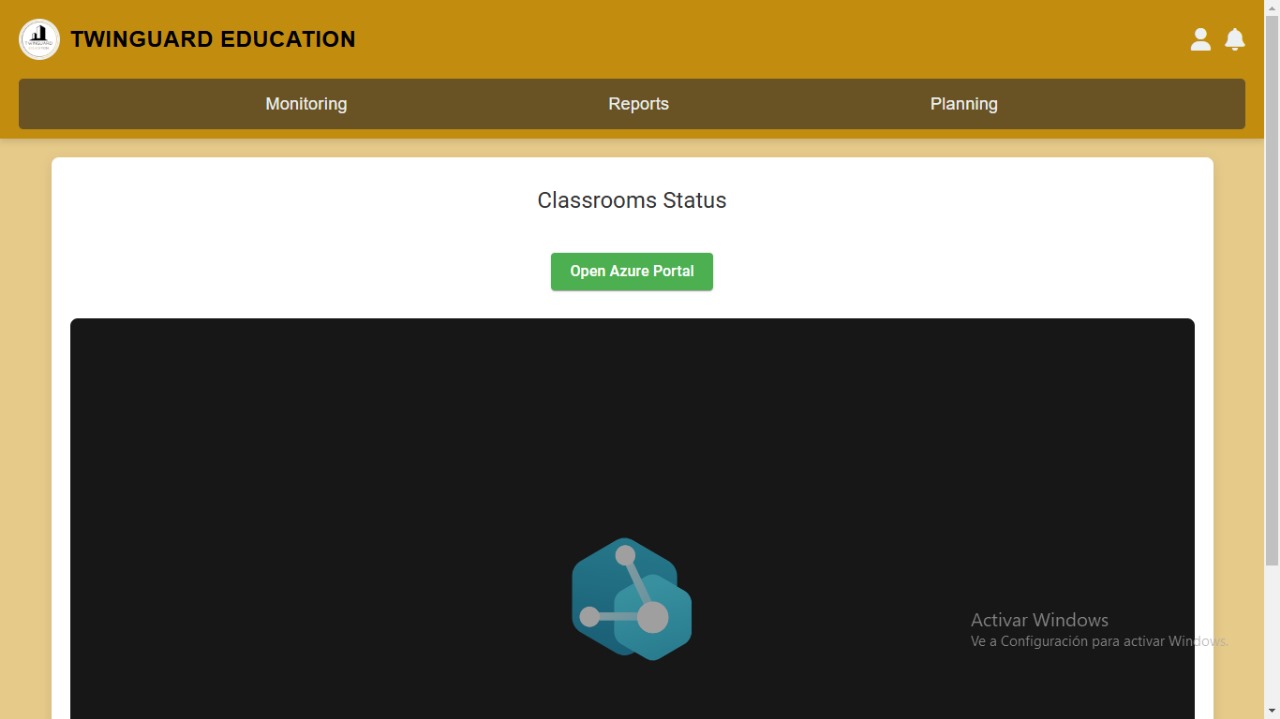 TWINGUARD EDUCATION
Monitoring
Reports
Planning
Classrooms Status
Open Azure Portal
Activar Windows
Ve a Configuración para activar Windows.